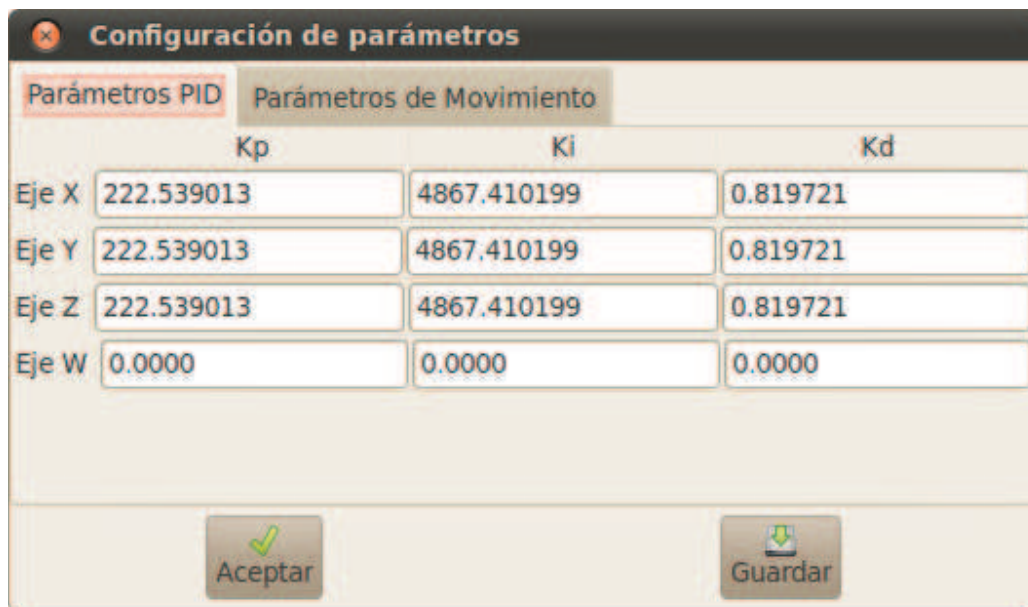 Configuración de parámetros
Parámetros PID Parámetros de Movimiento
Kp Ki Kd
Eje X 222.539013 4867.410199 0.819721
Eje Y 222.539013 4867.410199 0.819721
Eje Z 222.539013 4867.410199 0.819721
Eje W 0.0000 0.0000 0.0000
Aceptar Guardar